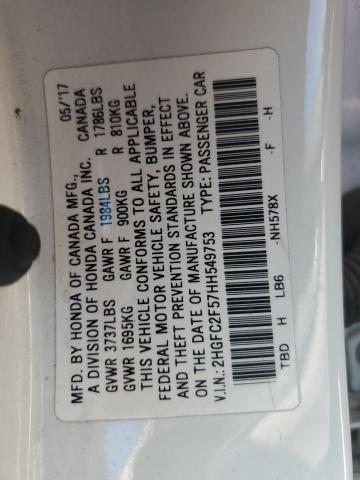 MFD. BY HONDA OF CANADA MFG., 05/'17
A DIVISION OF HONDA CANADA INC. CANADA
GVWR 3737LBS GAWR F 1984LBS R 1786LBS
GVWR 1695KG GAWR F 900KG R 810KG
THIS VEHICLE CONFORMS TO ALL APPLICABLE
FEDERAL MOTOR VEHICLE SAFETY, BUMPER,
AND THEFT PREVENTION STANDARDS IN EFFECT
ON THE DATE OF MANUFACTURE SHOWN ABOVE.
V.I.N.: 2HGFC2F57HH549753 TYPE: PASSENGER CAR
TBD H LB6 -NH578X -F -H